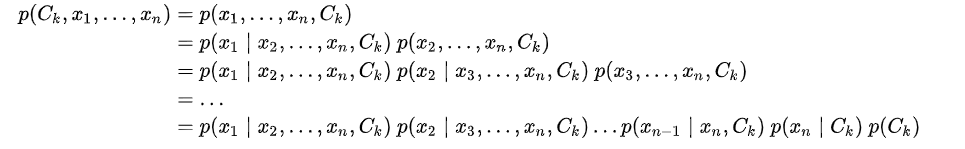 p(C_k, x_1, …, x_n) = p(x_1, …, x_n, C_k)
= p(x_1 ∣ x_2, …, x_n, C_k) p(x_2, …, x_n, C_k)
= p(x_1 ∣ x_2, …, x_n, C_k) p(x_2 ∣ x_3, …, x_n, C_k) p(x_3, …, x_n, C_k)
= …
= p(x_1 ∣ x_2, …, x_n, C_k) p(x_2 ∣ x_3, …, x_n, C_k) … p(x_{n−1} ∣ x_n, C_k) p(x_n ∣ C_k) p(C_k)